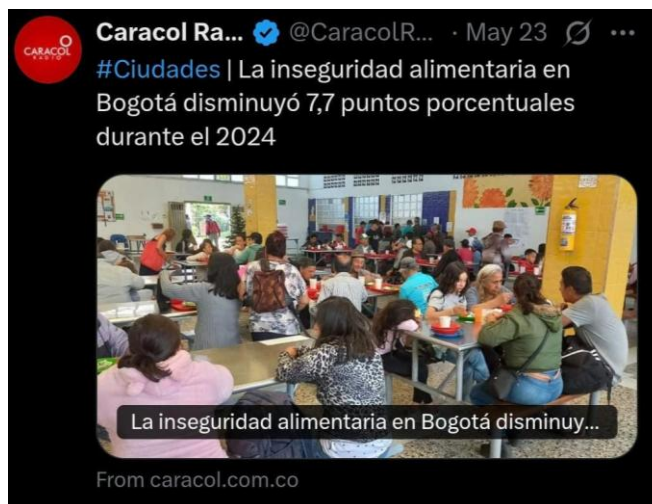 CARACOL
RADIO
Caracol Ra... @CaracolR... · May 23
#Ciudades | La inseguridad alimentaria en
Bogotá disminuyó 7,7 puntos porcentuales
durante el 2024
La inseguridad alimentaria en Bogotá disminuy...
From caracol.com.co